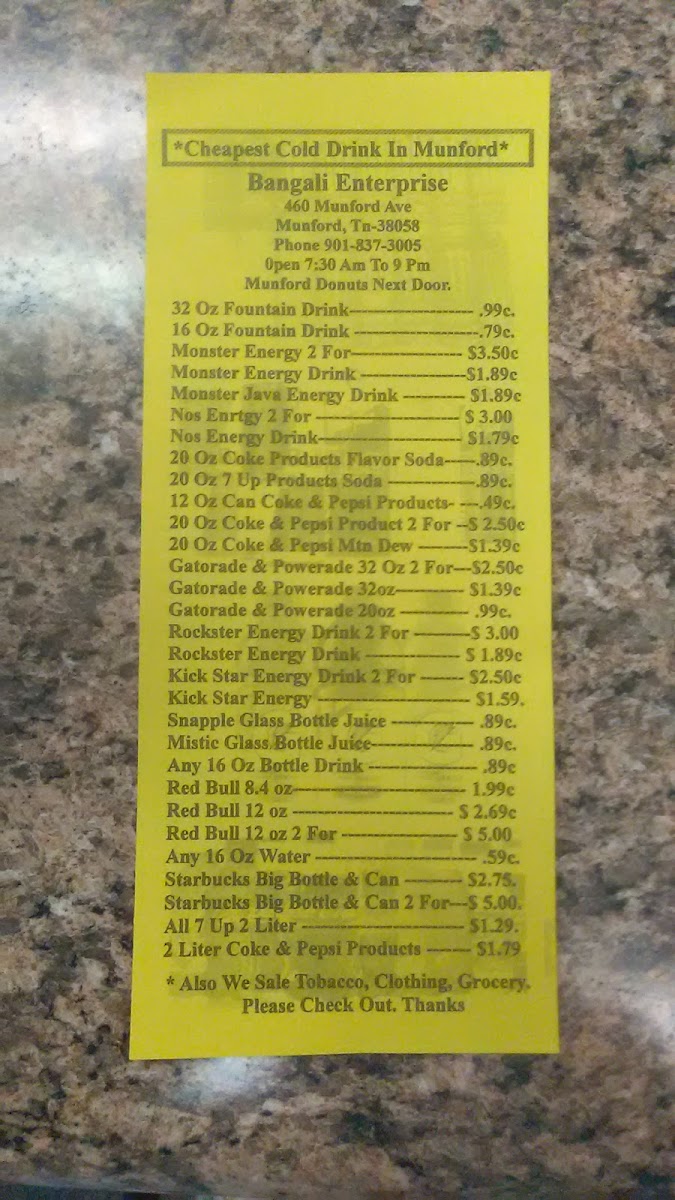 *Cheapest Cold Drink In Munford*
Bangali Enterprise
460 Munford Ave
Munford, Tn-38058
Phone 901-837-3005
Open 7:30 Am To 9 Pm
Munford Donuts Next Door.
32 Oz Fountain Drink-------------------- .99c.
16 Oz Fountain Drink --------------------.79c.
Monster Energy 2 For------------------ $3.50c
Monster Energy Drink -----------------$1.89c
Monster Java Energy Drink ---------- $1.89c
Nos Enrtgy 2 For ------------------------ $ 3.00
Nos Energy Drink----------------------- $1.79c
20 Oz Coke Products Flavor Soda-----.89c.
20 Oz 7 Up Products Soda --------------.89c.
12 Oz Can Coke & Pepsi Products- ---.49c.
20 Oz Coke & Pepsi Product 2 For --$ 2.50c
20 Oz Coke & Pepsi Mtn Dew --------$1.39c
Gatorade & Powerade 32 Oz 2 For---$2.50c
Gatorade & Powerade 32oz----------- $1.39c
Gatorade & Powerade 20oz ------------ .99c.
Rockster Energy Drink 2 For ---------$ 3.00
Rockster Energy Drink ---------------- $ 1.89c
Kick Star Energy Drink 2 For ------- $2.50c
Kick Star Energy ------------------------- $1.59.
Snapple Glass Bottle Juice ------------- .89c.
Mistic Glass Bottle Juice---------------- .89c.
Any 16 Oz Bottle Drink ----------------- .89c
Red Bull 8.4 oz---------------------------- 1.99c
Red Bull 12 oz -------------------------- $ 2.69c
Red Bull 12 oz 2 For ------------------- $ 5.00
Any 16 Oz Water -------------------------- .59c.
Starbucks Big Bottle & Can --------- $2.75.
Starbucks Big Bottle & Can 2 For---$ 5.00.
All 7 Up 2 Liter --------------------------- $1.29.
2 Liter Coke & Pepsi Products ------- $1.79
* Also We Sale Tobacco, Clothing, Grocery.
Please Check Out. Thanks